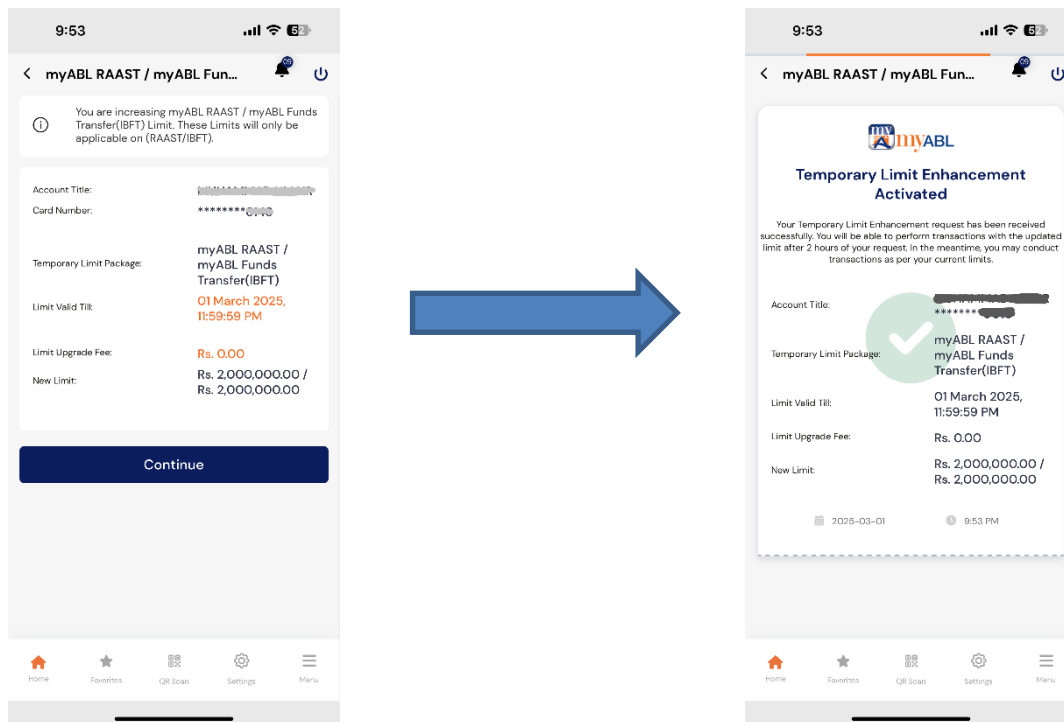 9:53
52
myABL RAAST / myABL Fun...
09
You are increasing myABL RAAST / myABL Funds
Transfer(IBFT) Limit. These Limits will only be
applicable on (RAAST/IBFT).
Account Title:
Card Number: ********
Temporary Limit Package: myABL RAAST /
myABL Funds
Transfer(IBFT)
Limit Valid Till: 01 March 2025,
11:59:59 PM
Limit Upgrade Fee: Rs. 0.00
New Limit: Rs. 2,000,000.00 /
Rs. 2,000,000.00
Continue
Home Favorites QR Scan Settings Menu
9:53
52
myABL RAAST / myABL Fun...
09
my A myABL
Temporary Limit Enhancement
Activated
Your Temporary Limit Enhancement request has been received
successfully. You will be able to perform transactions with the updated
limit after 2 hours of your request. In the meantime, you may conduct
transactions as per your current limits.
Account Title:
********
Temporary Limit Package: myABL RAAST /
myABL Funds
Transfer(IBFT)
Limit Valid Till: 01 March 2025,
11:59:59 PM
Limit Upgrade Fee: Rs. 0.00
New Limit: Rs. 2,000,000.00 /
Rs. 2,000,000.00
2025-03-01 9:53 PM
Home Favorites QR Scan Settings Menu